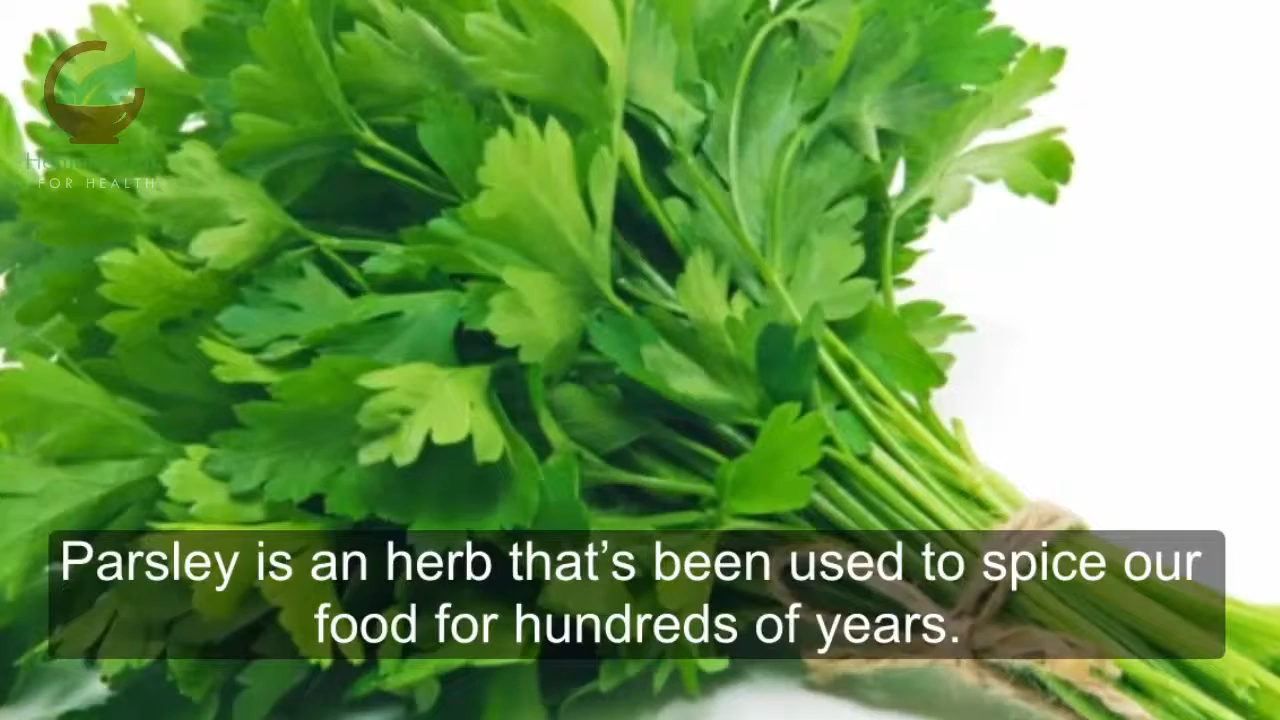 FOR HEALTH
Parsley is an herb that’s been used to spice our
food for hundreds of years.